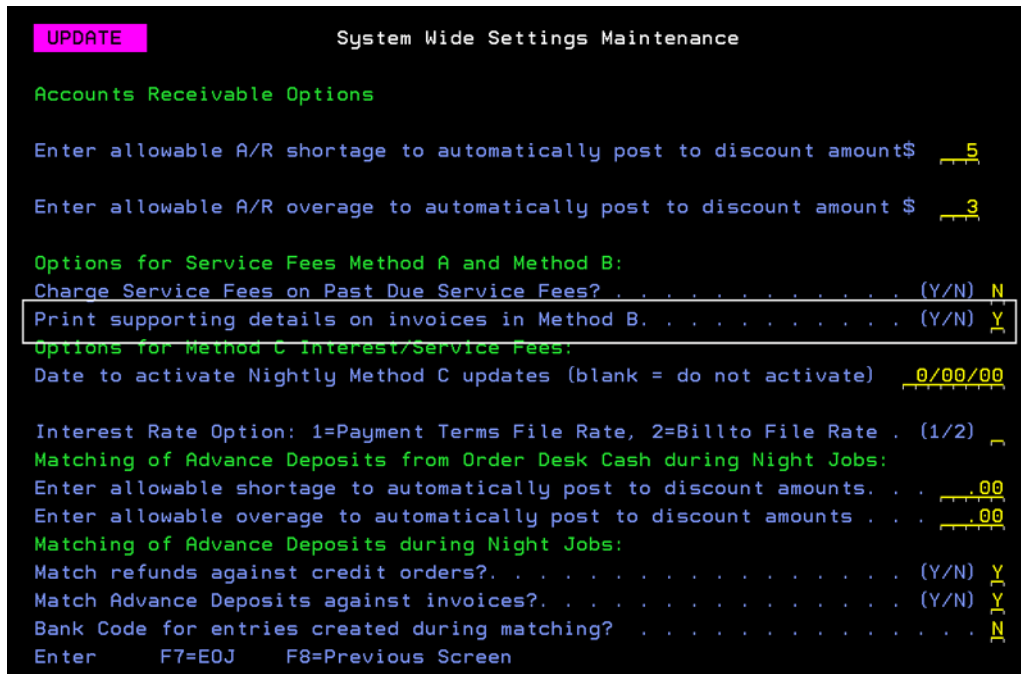 UPDATE System Wide Settings Maintenance
Accounts Receivable Options
Enter allowable A/R shortage to automatically post to discount amount$ 5
Enter allowable A/R overage to automatically post to discount amount $ 3
Options for Service Fees Method A and Method B:
Charge Service Fees on Past Due Service Fees? . . . . . . . . . . . (Y/N) N
Print supporting details on invoices in Method B. . . . . . . . . . (Y/N) Y
Options for Method C Interest/Service Fees:
Date to activate Nightly Method C updates (blank = do not activate) 0/00/00
Interest Rate Option: 1=Payment Terms File Rate, 2=Billto File Rate . (1/2)
Matching of Advance Deposits from Order Desk Cash during Night Jobs:
Enter allowable shortage to automatically post to discount amounts. . . .00
Enter allowable overage to automatically post to discount amounts . . . .00
Matching of Advance Deposits during Night Jobs:
Match refunds against credit orders?. . . . . . . . . . . . . . . . (Y/N) Y
Match Advance Deposits against invoices?. . . . . . . . . . . . . . (Y/N) Y
Bank Code for entries created during matching? . . . . . . . . . . . . . N
Enter F7=EOJ F8=Previous Screen